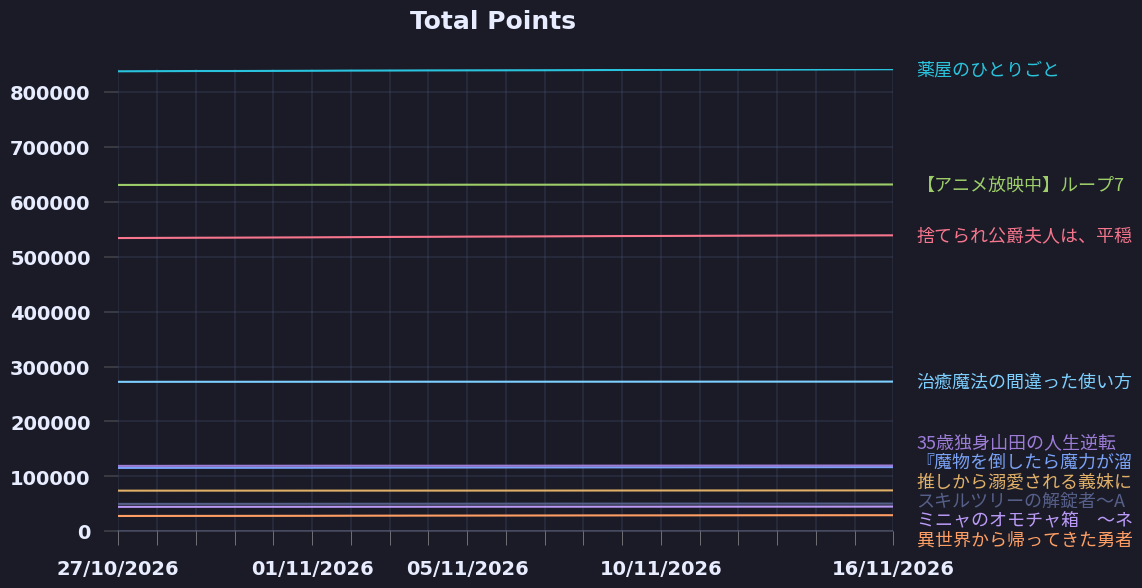 Total Points
800000
700000
600000
500000
400000
300000
200000
100000
0
27/10/2026
01/11/2026
05/11/2026
10/11/2026
16/11/2026
薬屋のひとりごと
【アニメ放映中】ループ7
捨てられ公爵夫人は、平穏
治癒魔法の間違った使い方
35歳独身山田の人生逆転
『魔物を倒したら魔力が溜
推しから溺愛される義妹に
スキルツリーの解錠者～A
ミニャのオモチャ箱　～ネ
異世界から帰ってきた勇者